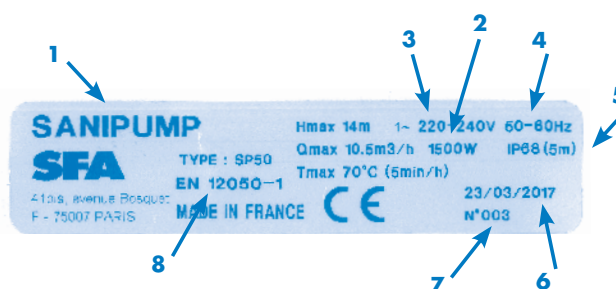 1
3
2
4
5
SANIPUMP
Hmax 14m 1~ 220-240V 50-60Hz
SFA
TYPE : SP50
Qmax 10.5m3/h 1500W IP68 (5m)
Tmax 70°C (5min/h)
EN 12050-1
41bis, avenue Bosquet
F - 75007 PARIS
MADE IN FRANCE
CE
23/03/2017
N°003
8
7
6